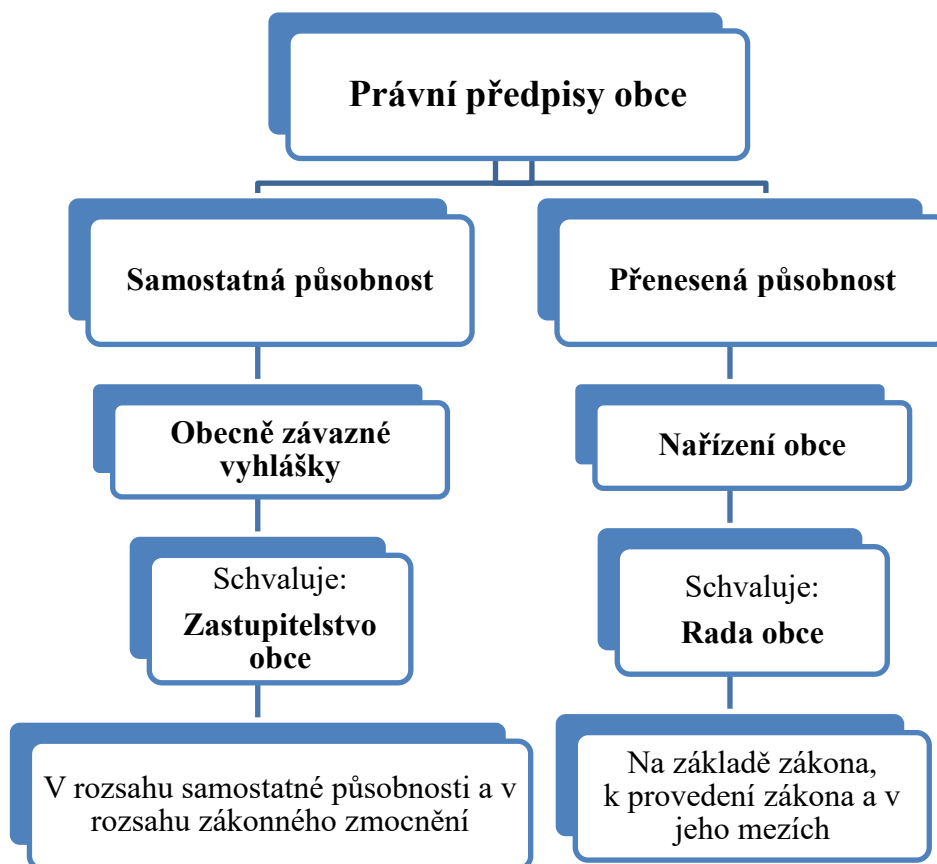 Právní předpisy obce
Samostatná působnost
Přenesená působnost
Obecně závazné
vyhlášky
Nařízení obce
Schvaluje:
Zastupitelstvo
obce
Schvaluje:
Rada obce
V rozsahu samostatné působnosti a v
rozsahu zákonného zmocnění
Na základě zákona,
k provedení zákona a v
jeho mezích